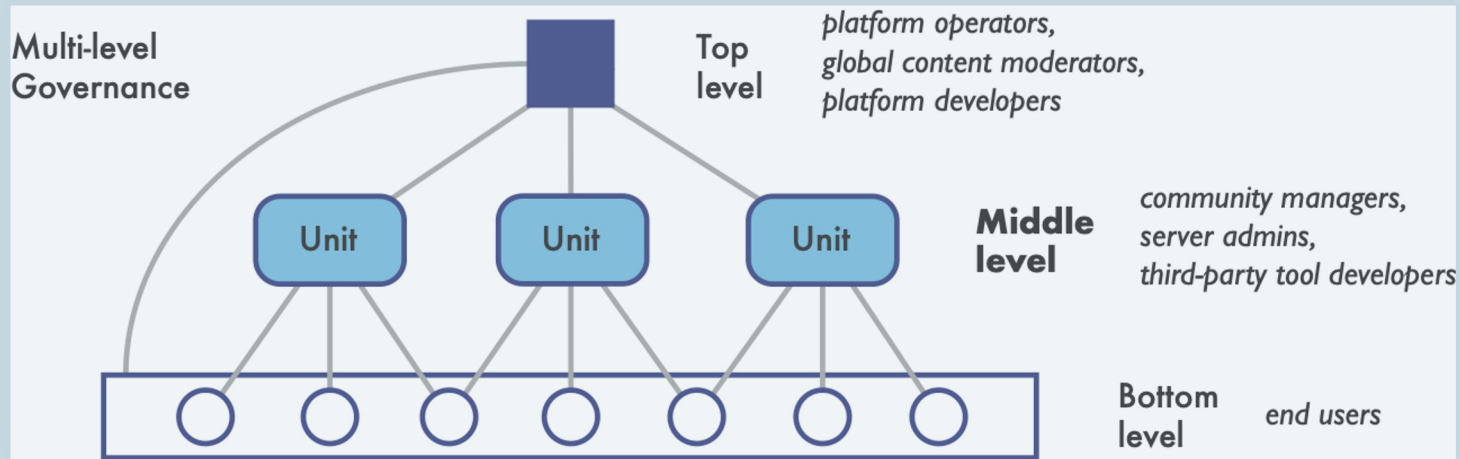 Multi-level
Governance
Top
level
platform operators,
global content moderators,
platform developers
Unit
Unit
Unit
Middle
level
community managers,
server admins,
third-party tool developers
Bottom
level
end users